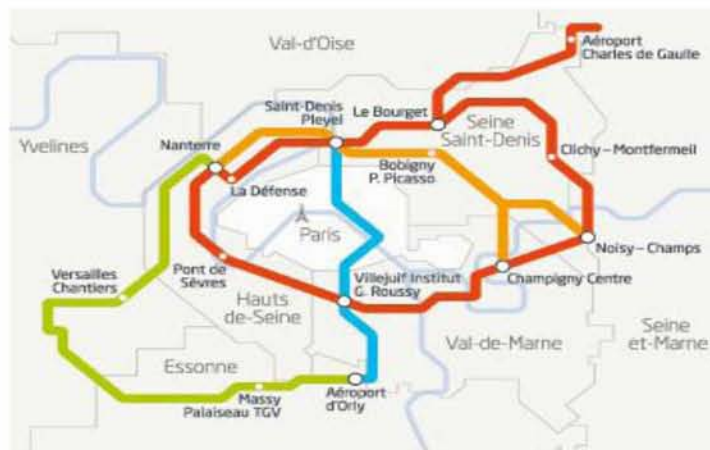 Val-d'Oise
Aéroport
Charles de Gaulle
Saint-Denis
Pleyel
Le Bourget
Seine
Saint-Denis
Yvelines
Nanterre
Clichy – Montfermeil
Bobigny
P. Picasso
La Défense
Paris
Noisy – Champs
Pont de
Sèvres
Villejuif Institut
G. Roussy
Champigny Centre
Versailles
Chantiers
Hauts
de-Seine
Val-de-Marne
Seine
et-Marne
Essonne
Massy
Palaiseau TGV
Aéroport
d'Orly